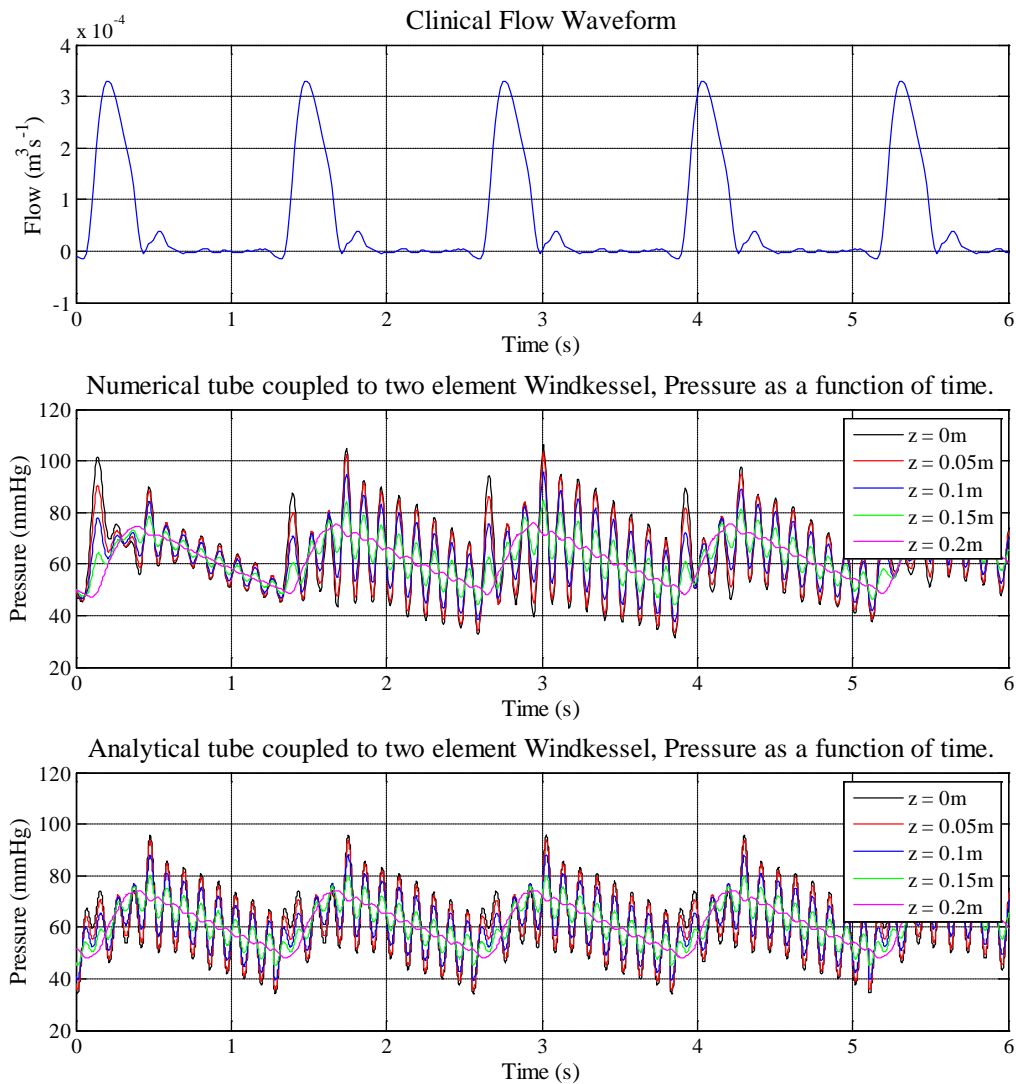 Clinical Flow Waveform
x 10-4
4
3
2
1
0
-1
Flow (m3s-1)
0 1 2 3 4 5 6
Time (s)
Numerical tube coupled to two element Windkessel, Pressure as a function of time.
120
100
80
60
40
20
Pressure (mmHg)
z = 0m
z = 0.05m
z = 0.1m
z = 0.15m
z = 0.2m
0 1 2 3 4 5 6
Time (s)
Analytical tube coupled to two element Windkessel, Pressure as a function of time.
120
100
80
60
40
20
Pressure (mmHg)
z = 0m
z = 0.05m
z = 0.1m
z = 0.15m
z = 0.2m
0 1 2 3 4 5 6
Time (s)